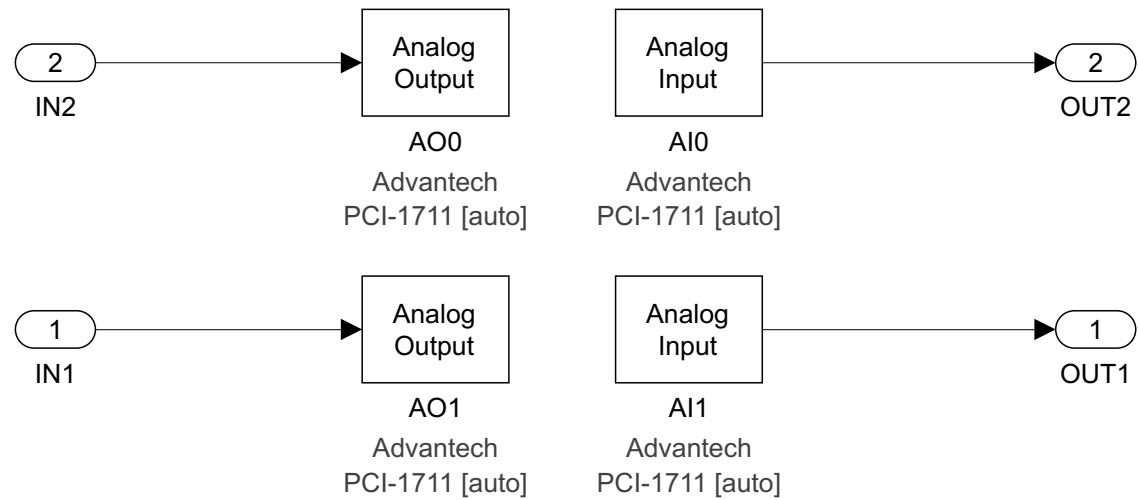 2
IN2
Analog
Output
AO0
Advantech
PCI-1711 [auto]
Analog
Input
AI0
Advantech
PCI-1711 [auto]
2
OUT2
1
IN1
Analog
Output
AO1
Advantech
PCI-1711 [auto]
Analog
Input
AI1
Advantech
PCI-1711 [auto]
1
OUT1